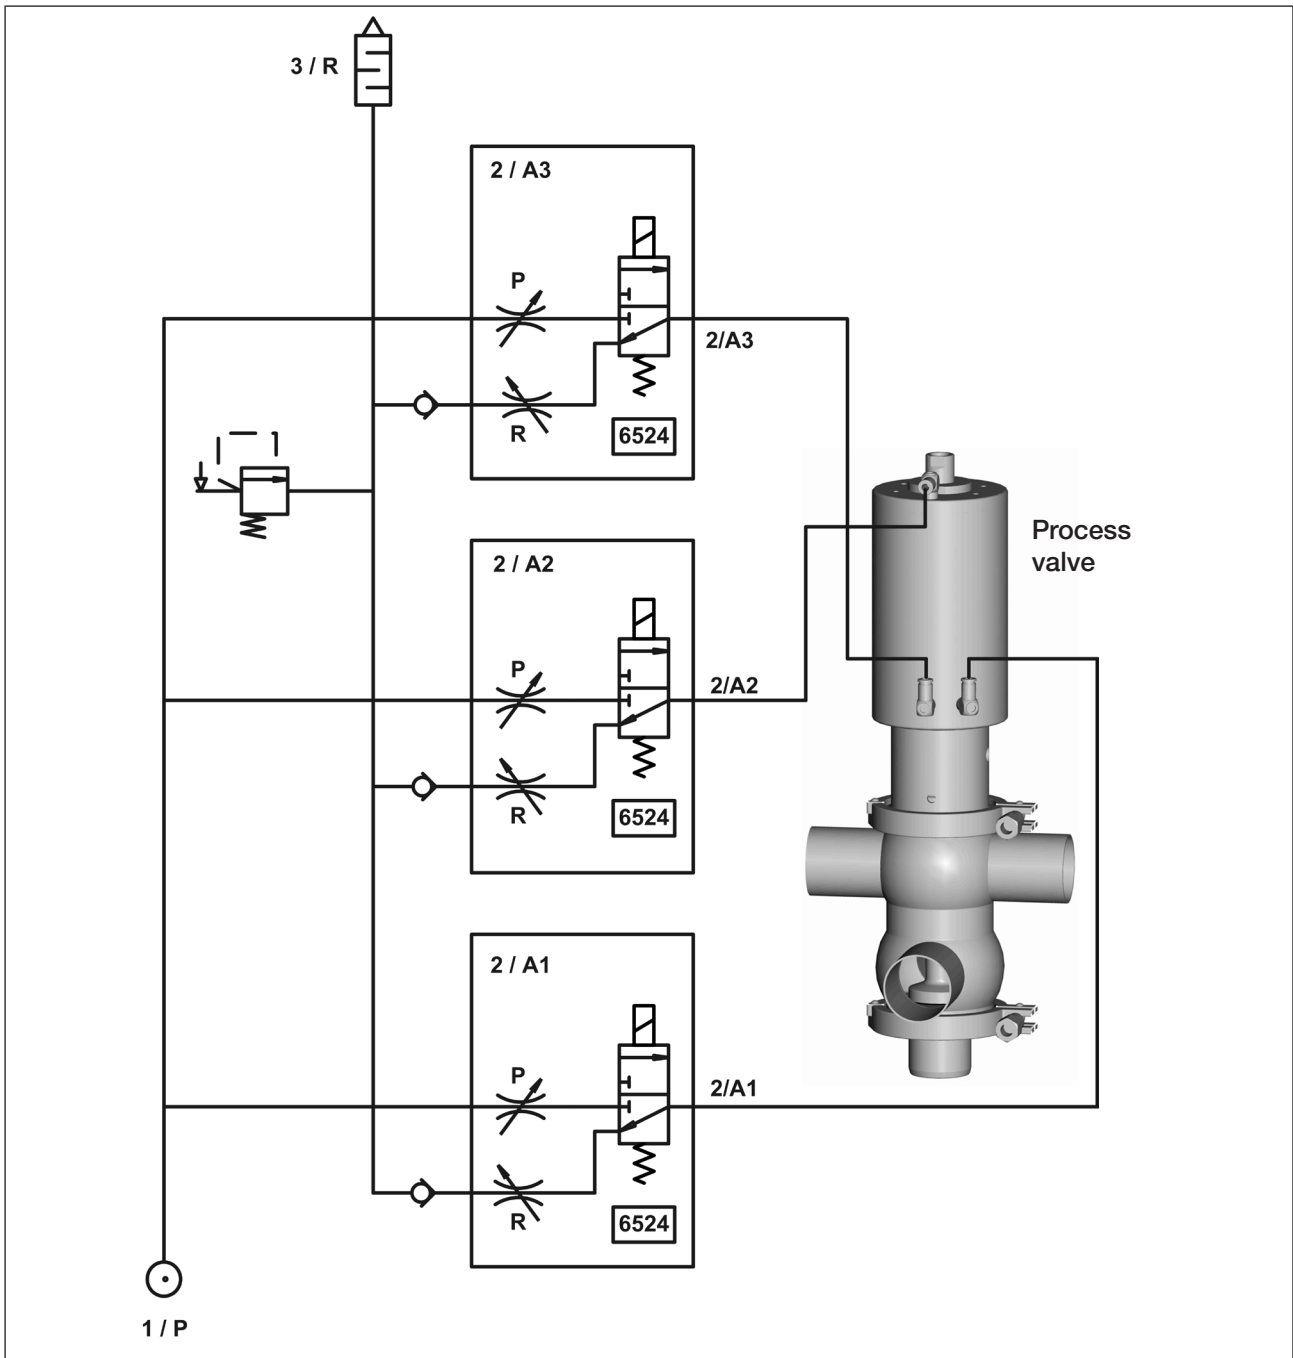 3 / R
2 / A3
P
2/A3
R
6524
Process
valve
2 / A2
P
2/A2
R
6524
2 / A1
P
2/A1
R
6524
1 / P